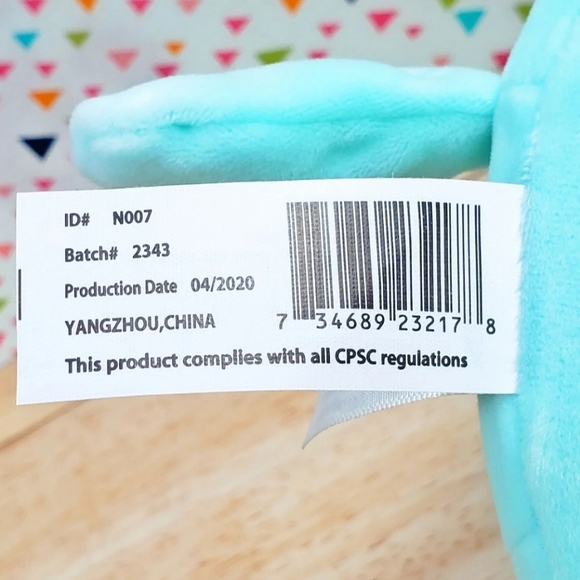 ID# N007
Batch# 2343
Production Date 04/2020
YANGZHOU,CHINA
7 34689 23217 8
This product complies with all CPSC regulations